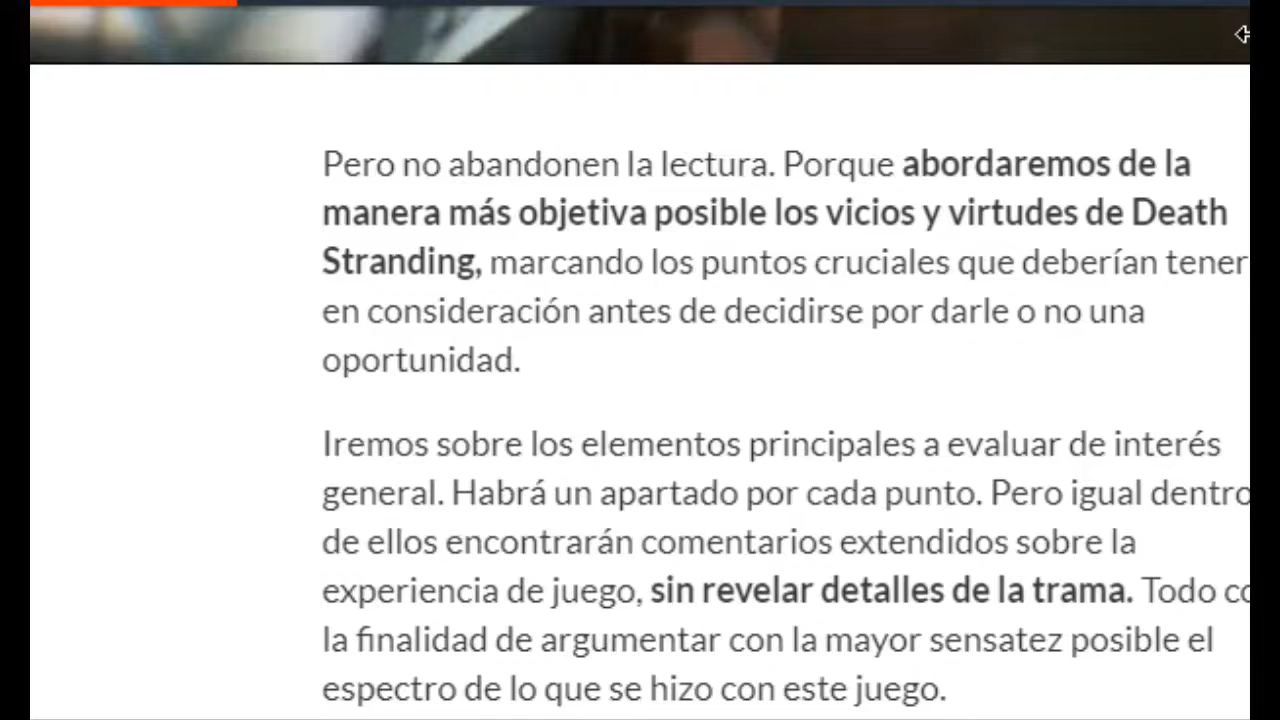 Pero no abandonen la lectura. Porque abordaremos de la
manera más objetiva posible los vicios y virtudes de Death
Stranding, marcando los puntos cruciales que deberían tener
en consideración antes de decidirse por darle o no una
oportunidad.
Iremos sobre los elementos principales a evaluar de interés
general. Habrá un apartado por cada punto. Pero igual dentro
de ellos encontrarán comentarios extendidos sobre la
experiencia de juego, sin revelar detalles de la trama. Todo
la finalidad de argumentar con la mayor sensatez posible el
espectro de lo que se hizo con este juego.